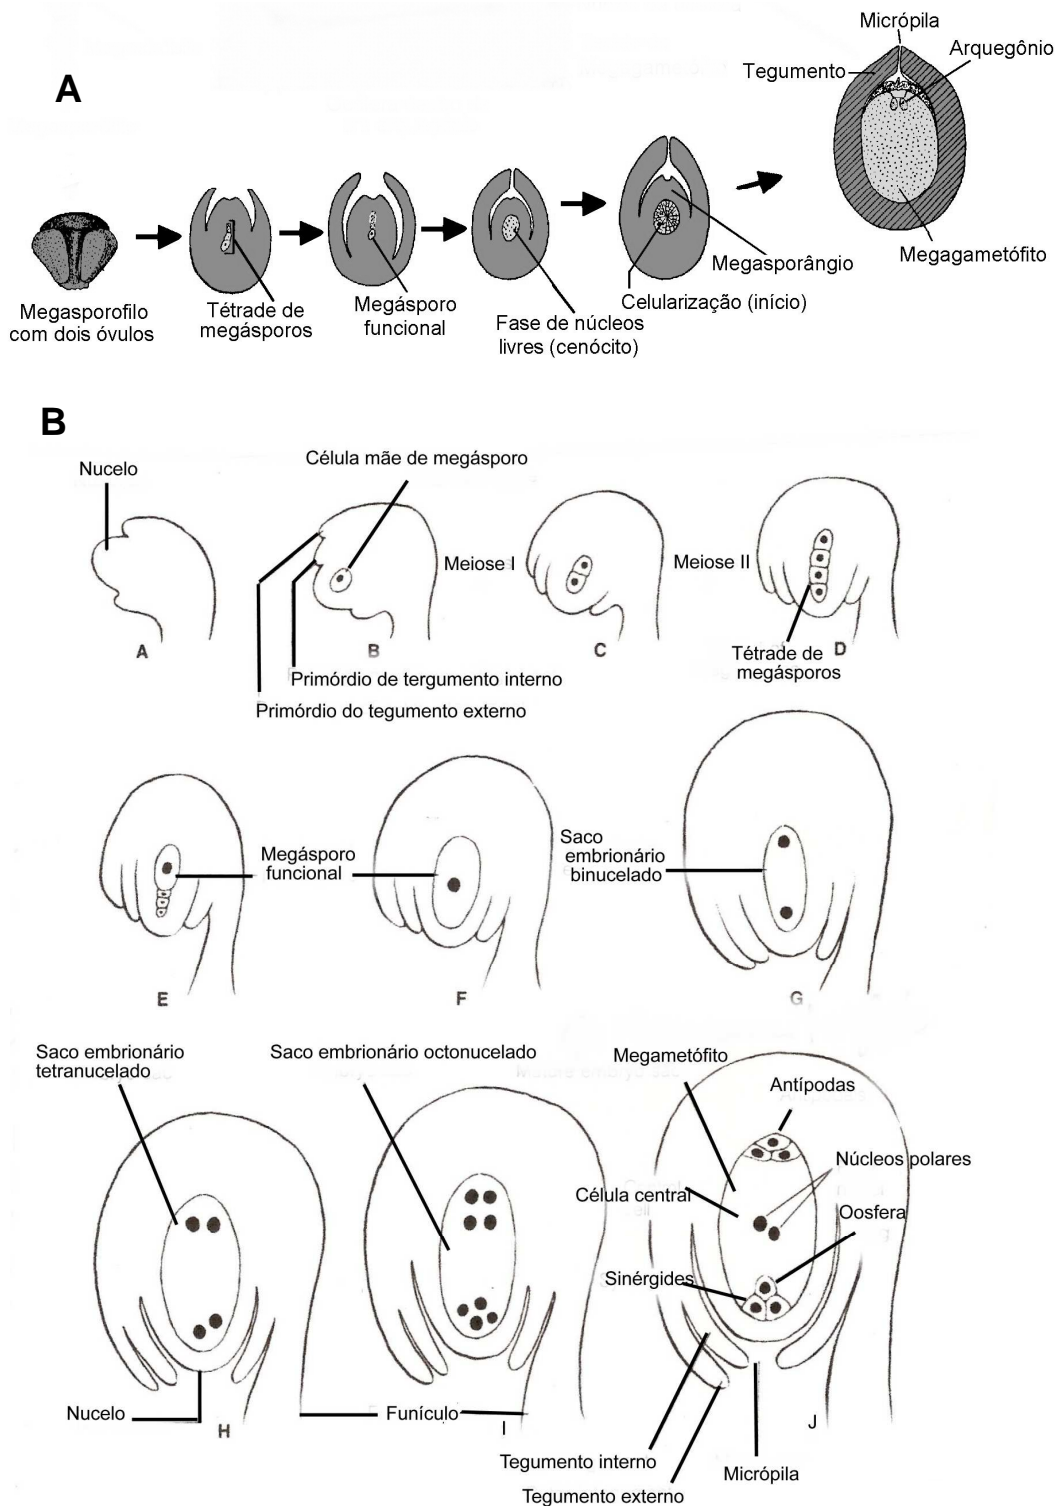 A
Micrópila
Arquegônio
Tegumento
Megasporofilo
com dois óvulos
Tétrade de
megásporos
Megásporo
funcional
Fase de núcleos
livres (cenócito)
Celularização (início)
Megasporângio
Megagametófito
B
Nucelo
Célula mãe de megásporo
Meiose I
Meiose II
A
B
C
D
Primórdio de tergumento interno
Primórdio do tegumento externo
Tétrade de
megásporos
Megásporo
funcional
Saco
embrionário
binucelado
E
F
G
Saco embrionário
tetranucelado
Saco embrionário octonucelado
Megametófito
Antípodas
Núcleos polares
Célula central
Oosfera
Sinérgides
Nucelo
H
Funículo
I
J
Tegumento interno
Tegumento externo
Micrópila